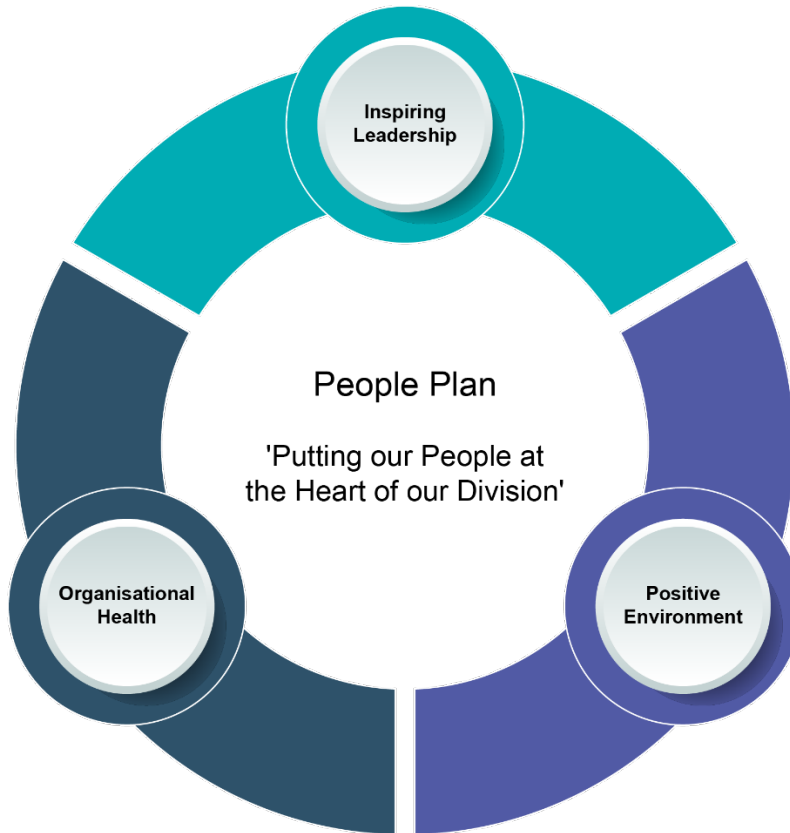 Inspiring
Leadership
People Plan
'Putting our People at
the Heart of our Division'
Organisational
Health
Positive
Environment